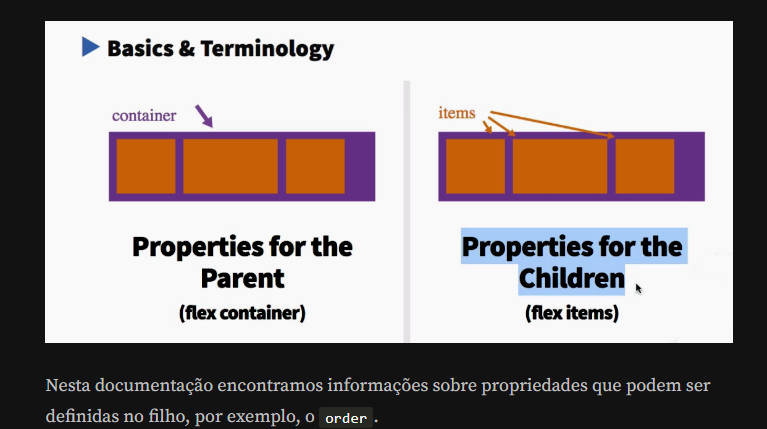 Basics & Terminology
container
Properties for the
Parent
(flex container)
items
Properties for the
Children
(flex items)
Nesta documentação encontramos informações sobre propriedades que podem ser
definidas no filho, por exemplo, o order .